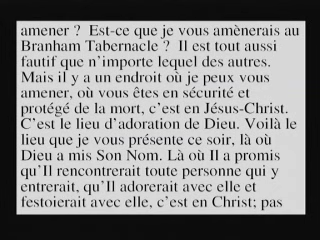 amener ?  Est-ce que je vous amènerais au
Branham Tabernacle ?  Il est tout aussi
fautif que n’importe lequel des autres.
Mais il y a un endroit où je peux vous
amener, où vous êtes en sécurité et
protégé de la mort, c’est en Jésus-Christ.
C’est le lieu d’adoration de Dieu. Voilà le
lieu que je vous présente ce soir, là où
Dieu a mis Son Nom. Là où Il a promis
qu’Il rencontrerait toute personne qui y
entrerait, qu’Il adorerait avec elle et
festoierait avec elle, c’est en Christ; pas